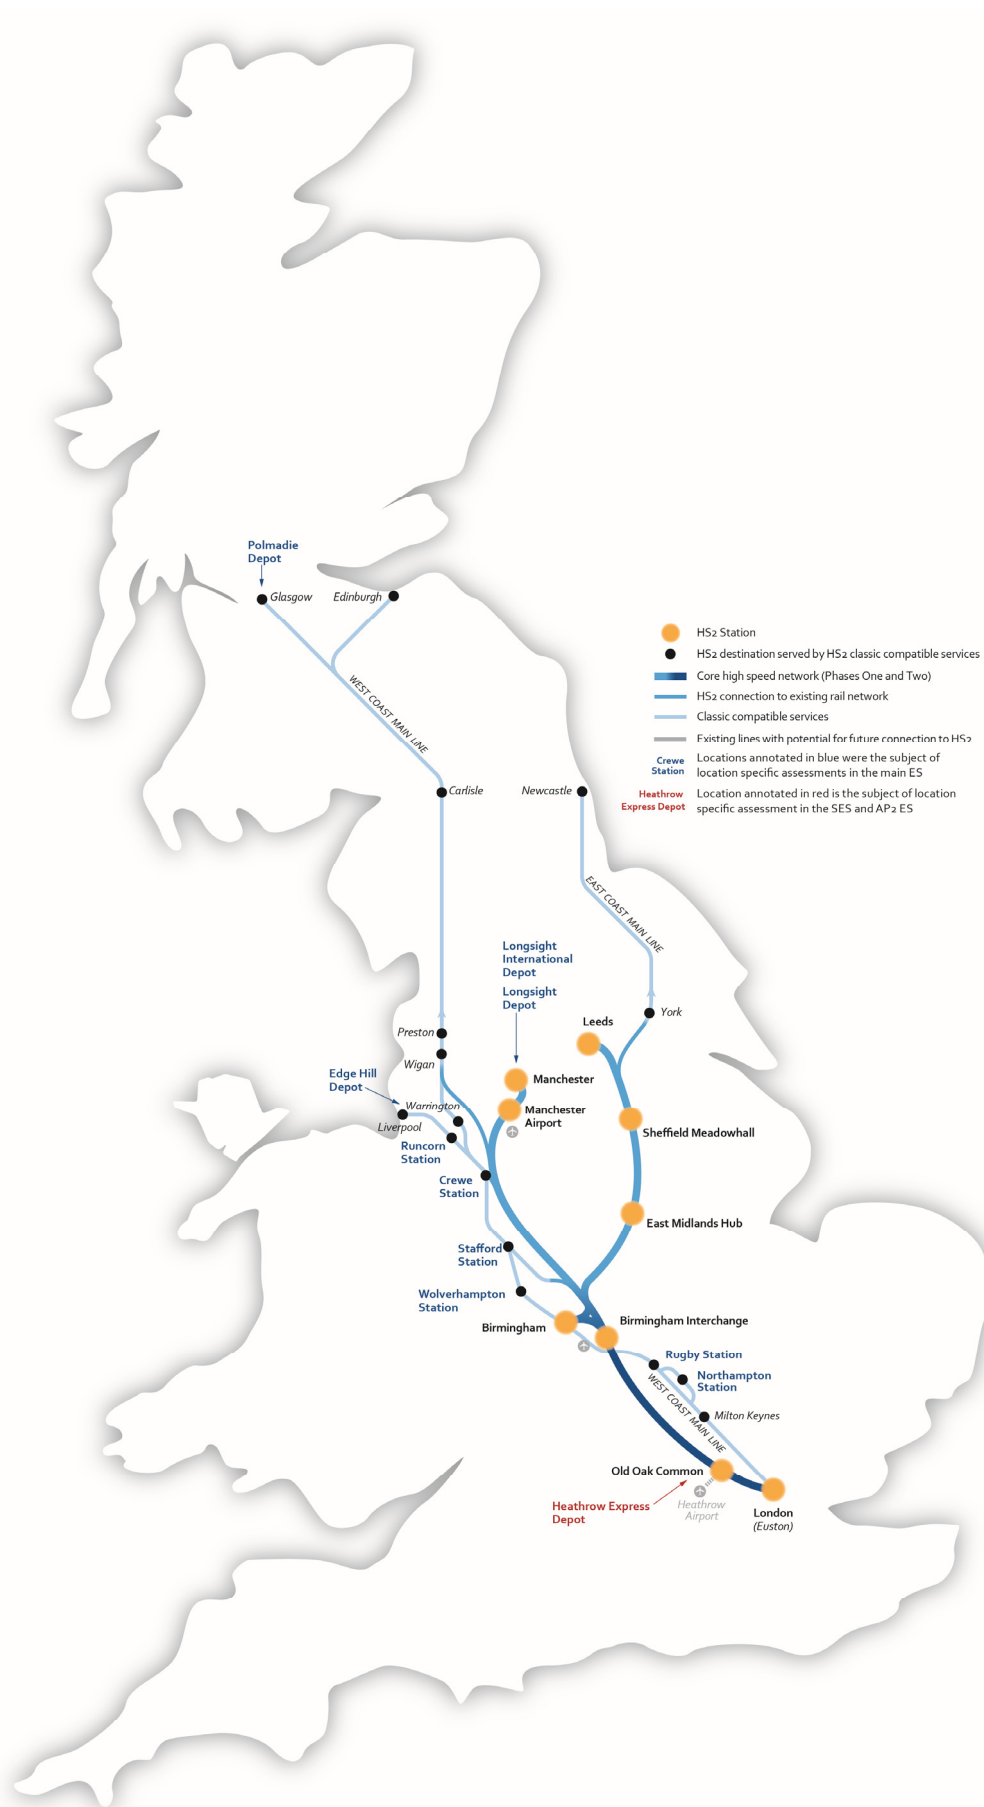 Polmadie
Depot
Glasgow
Edinburgh
WEST COAST MAIN LINE
HS2 Station
HS2 destination served by HS2 classic compatible services
Core high speed network (Phases One and Two)
HS2 connection to existing rail network
Classic compatible services
Existing lines with potential for future connection to HS2
Crewe
Station
Locations annotated in blue were the subject of
location specific assessments in the main ES
Heathrow
Express Depot
Location annotated in red is the subject of location
specific assessment in the SES and AP2 ES
Carlisle
Newcastle
EAST COAST MAIN LINE
Longsight
International
Depot
Longsight
Depot
York
Leeds
Preston
Wigan
Edge Hill
Depot
Manchester
Warrington
Manchester
Airport
Liverpool
Sheffield Meadowhall
Runcorn
Station
Crewe
Station
East Midlands Hub
Stafford
Station
Wolverhampton
Station
Birmingham
Birmingham Interchange
Rugby Station
Northampton
Station
WEST COAST MAIN LINE
Milton Keynes
Old Oak Common
Heathrow Express
Depot
Heathrow
Airport
London
(Euston)